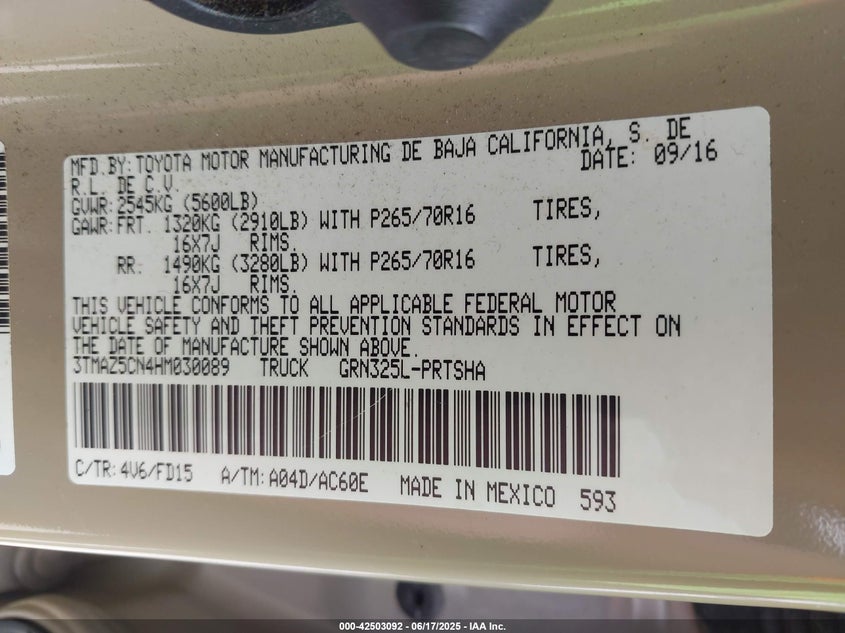 MFD.BY:TOYOTA MOTOR MANUFACTURING DE BAJA CALIFORNIA, S. DE
R.L. DE C.V. DATE: 09/16
GVWR:2545KG (5600LB)
GAWR:FRT. 1320KG (2910LB) WITH P265/70R16 TIRES,
16X7J RIMS.
RR. 1490KG (3280LB) WITH P265/70R16 TIRES,
16X7J RIMS.
THIS VEHICLE CONFORMS TO ALL APPLICABLE FEDERAL MOTOR
VEHICLE SAFETY AND THEFT PREVENTION STANDARDS IN EFFECT ON
THE DATE OF MANUFACTURE SHOWN ABOVE.
3TMAZ5CN4HM030089 TRUCK GRN325L-PRTSHA
C/TR:4V6/FD15 A/TM:A04D/AC60E MADE IN MEXICO 593
000-42503092 - 06/17/2025 - IAA Inc.